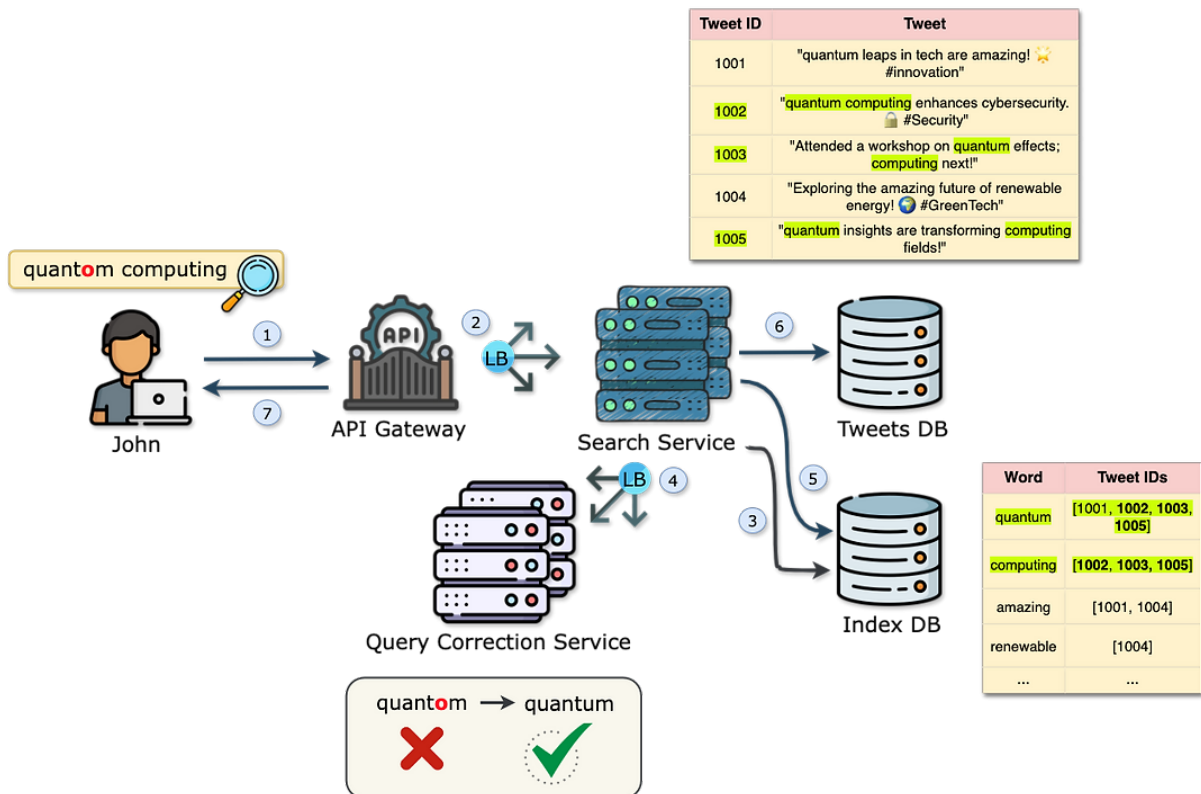 Tweet ID Tweet
1001 "quantum leaps in tech are amazing! 🌟
#innovation"
1002 "quantum computing enhances cybersecurity.
🔒 #Security"
1003 "Attended a workshop on quantum effects;
computing next!"
1004 "Exploring the amazing future of renewable
energy! 🌍 #GreenTech"
1005 "quantum insights are transforming computing
fields!"
quantom computing
1
2
6
API
LB
7
John
API Gateway
Search Service
Tweets DB
LB
4
5
3
Query Correction Service
Index DB
Word Tweet IDs
quantum [1001, 1002, 1003,
1005]
computing [1002, 1003, 1005]
amazing [1001, 1004]
renewable [1004]
... ...
quantom quantum